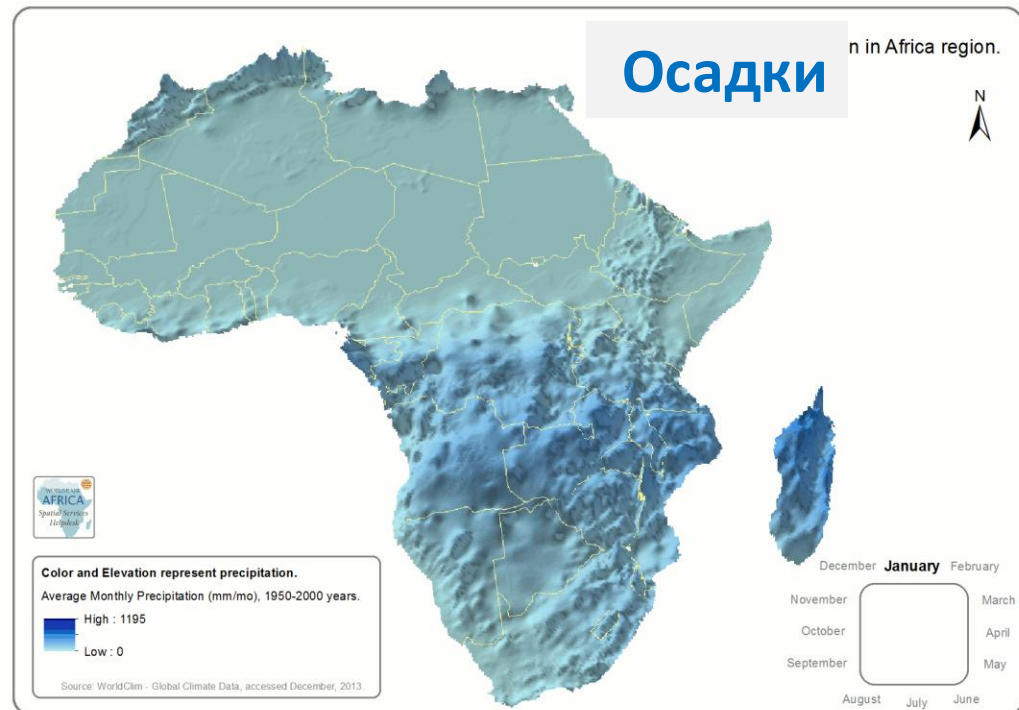 Осадки
n in Africa region.
N
WORLD BANK
AFRICA
Spatial Services
Helpdesk
Color and Elevation represent precipitation.
Average Monthly Precipitation (mm/mo), 1950-2000 years.
High : 1195
Low : 0
Source: WorldClim - Global Climate Data, accessed December, 2013.
December January February
November March
October April
September May
August July June